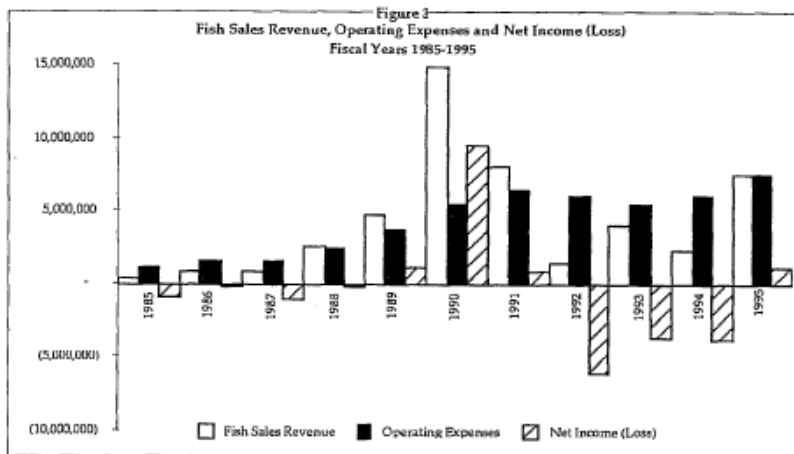 Figure 3
Fish Sales Revenue, Operating Expenses and Net Income (Loss)
Fiscal Years 1985-1995
15,000,000
10,000,000
5,000,000
-
(5,000,000)
(10,000,000)
1985
1986
1987
1988
1989
1990
1991
1992
1993
1994
1995
Fish Sales Revenue
Operating Expenses
Net Income (Loss)